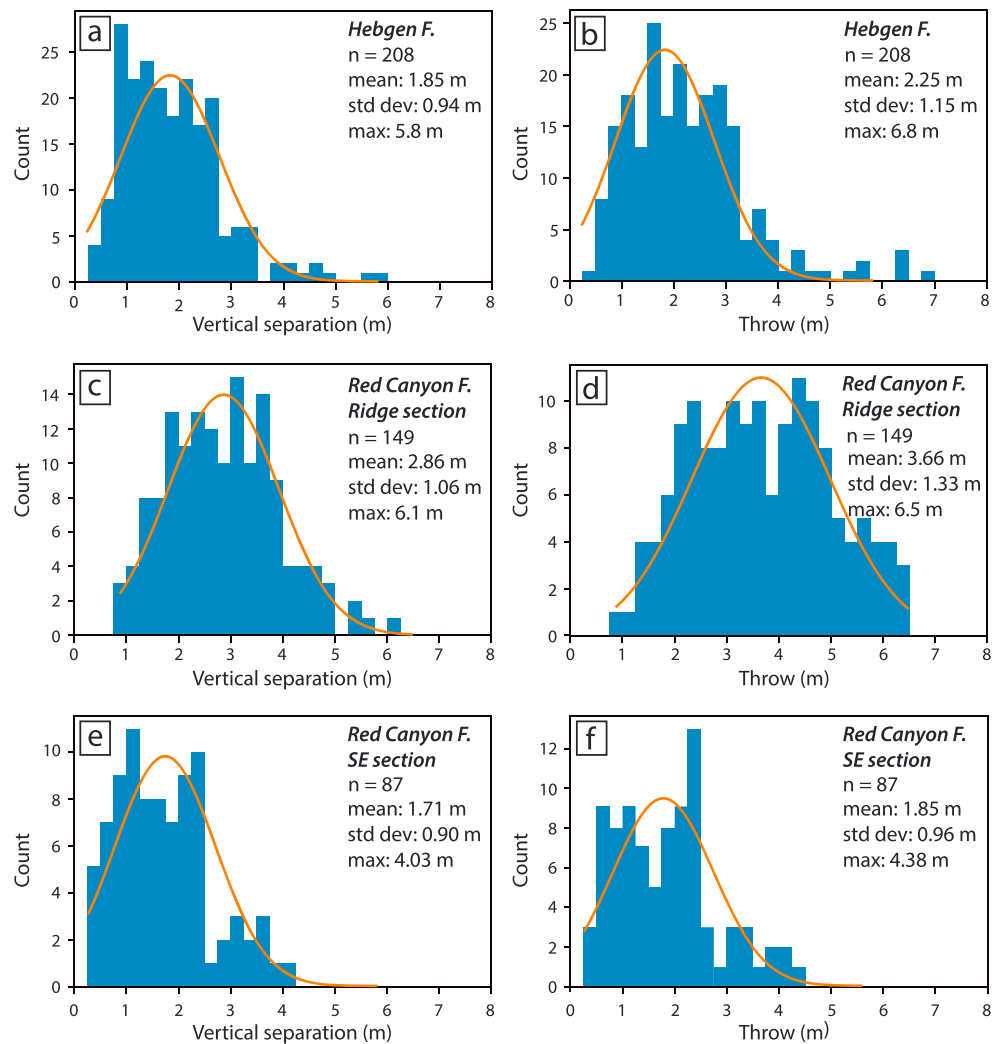 a
Hebgen F.
n = 208
mean: 1.85 m
std dev: 0.94 m
max: 5.8 m
Count
25
20
15
10
5
0
0 1 2 3 4 5 6 7 8
Vertical separation (m)
b
Hebgen F.
n = 208
mean: 2.25 m
std dev: 1.15 m
max: 6.8 m
Count
25
20
15
10
5
0
0 1 2 3 4 5 6 7 8
Throw (m)
c
Red Canyon F.
Ridge section
n = 149
mean: 2.86 m
std dev: 1.06 m
max: 6.1 m
Count
14
12
10
8
6
4
2
0
0 1 2 3 4 5 6 7 8
Vertical separation (m)
d
Red Canyon F.
Ridge section
n = 149
mean: 3.66 m
std dev: 1.33 m
max: 6.5 m
Count
10
8
6
4
2
0
0 1 2 3 4 5 6 7 8
Throw (m)
e
Red Canyon F.
SE section
n = 87
mean: 1.71 m
std dev: 0.90 m
max: 4.03 m
Count
10
8
6
4
2
0
0 1 2 3 4 5 6 7 8
Vertical separation (m)
f
Red Canyon F.
SE section
n = 87
mean: 1.85 m
std dev: 0.96 m
max: 4.38 m
Count
12
10
8
6
4
2
0
0 1 2 3 4 5 6 7 8
Throw (m)